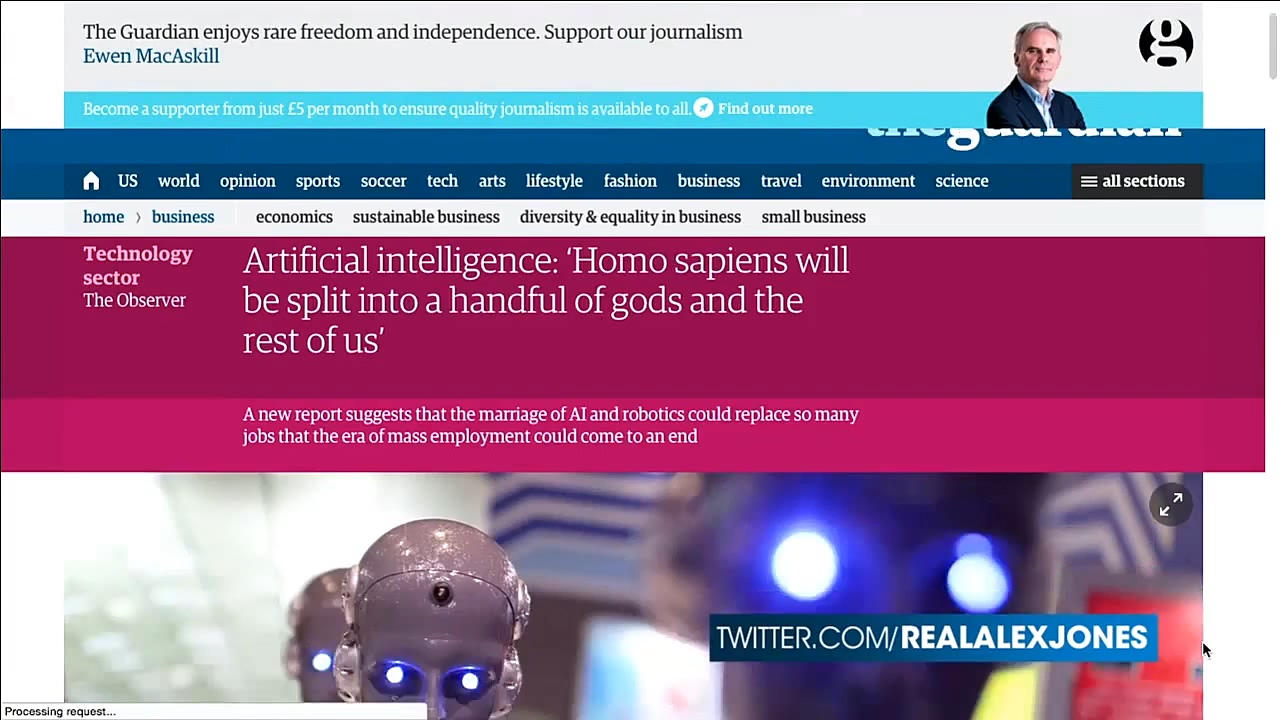 The Guardian enjoys rare freedom and independence. Support our journalism
Ewen MacAskill
g
Become a supporter from just £5 per month to ensure quality journalism is available to all. Find out more
theguardian
US world opinion sports soccer tech arts lifestyle fashion business travel environment science all sections
home › business economics sustainable business diversity & equality in business small business
Technology
sector
The Observer
Artificial intelligence: ‘Homo sapiens will
be split into a handful of gods and the
rest of us’
A new report suggests that the marriage of AI and robotics could replace so many
jobs that the era of mass employment could come to an end
TWITTER.COM/REALALEXJONES
Processing request...